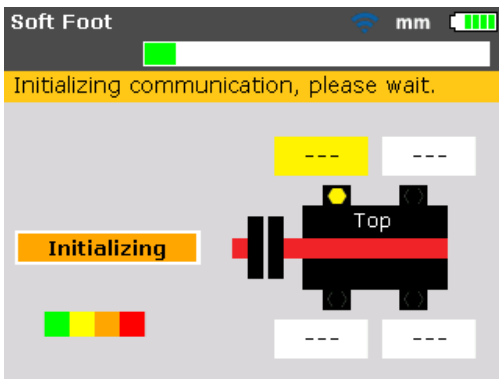 Soft Foot mm
Initializing communication, please wait.
--- ---
Top
Initializing
--- ---